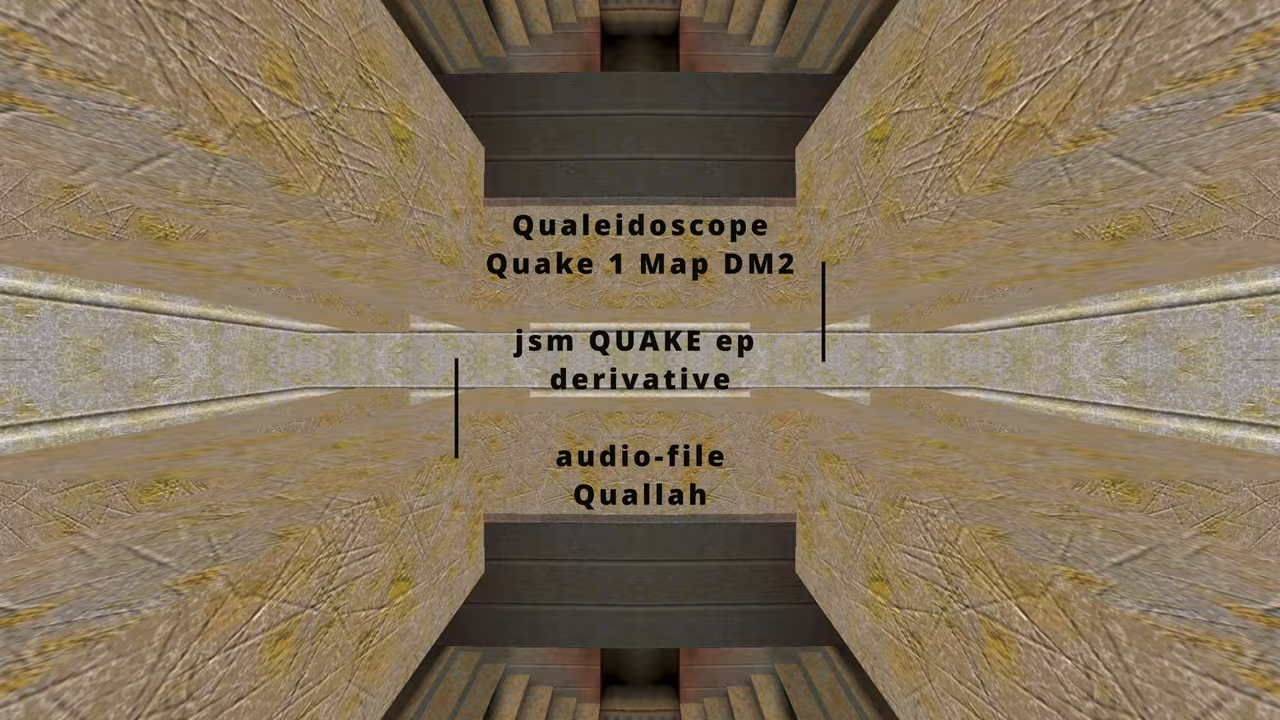 Qualeidoscope
Quake 1 Map DM2
jsm QUAKE ep
derivative
audio-file
Quallah